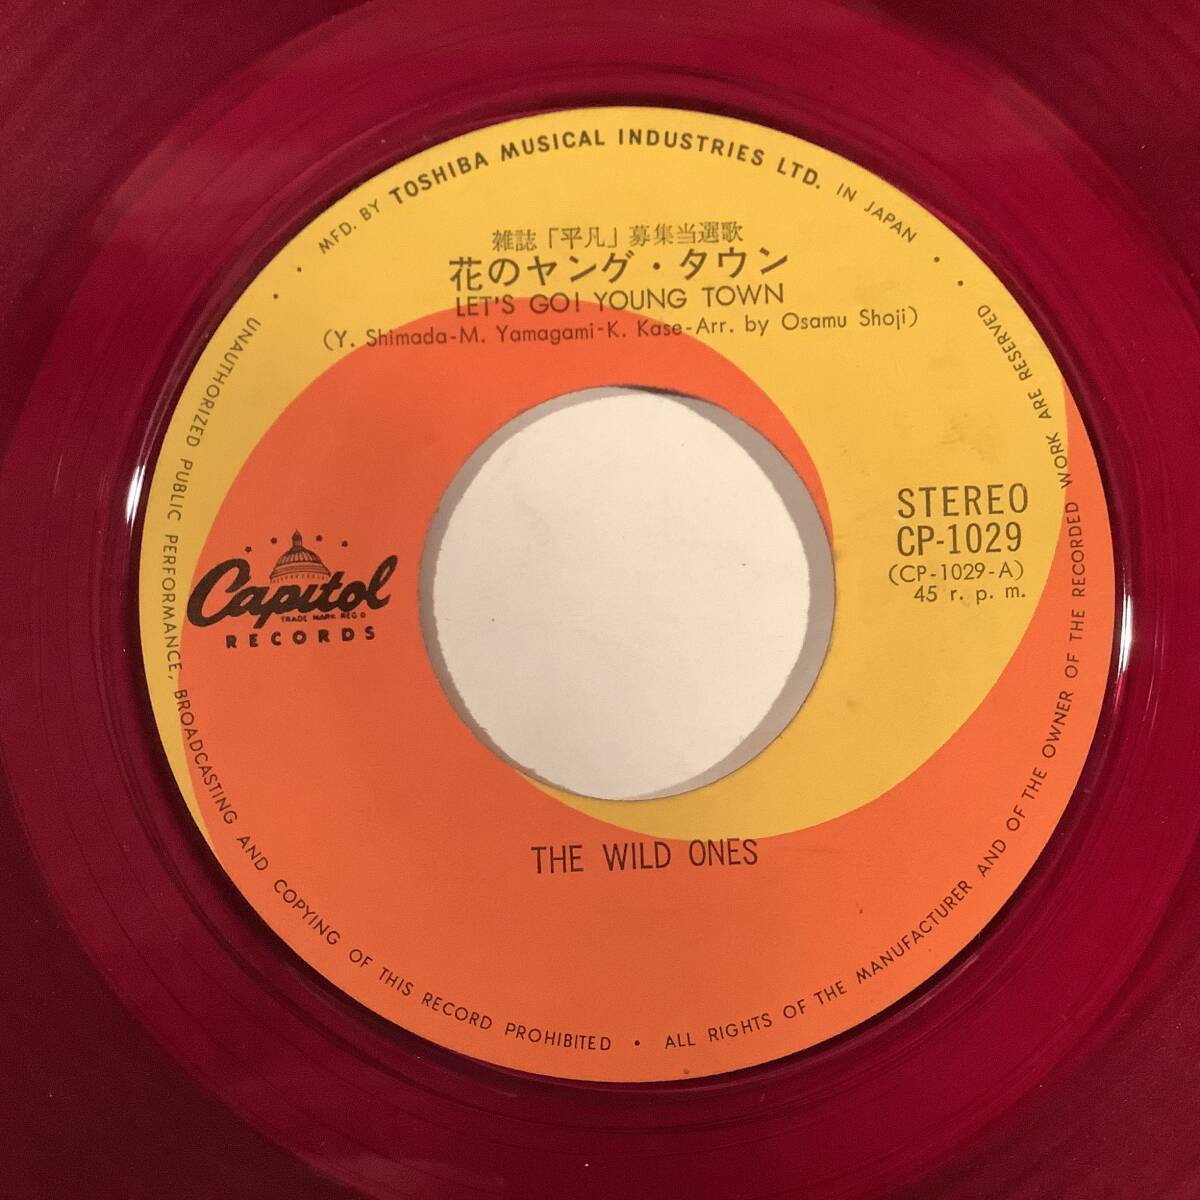 MFD. BY TOSHIBA MUSICAL INDUSTRIES LTD. IN JAPAN
雑誌「平凡」募集当選歌
花のヤング・タウン
LET'S GO! YOUNG TOWN
(Y. Shimada-M. Yamagami-K. Kase-Arr. by Osamu Shoji)
STEREO
CP-1029
(CP-1029-A)
45 r. p. m.
Capitol
TRADE MARK REG D
RECORDS
THE WILD ONES
• UNAUTHORIZED PUBLIC PERFORMANCE, BROADCASTING AND COPYING OF THIS RECORD PROHIBITED • ALL RIGHTS OF THE MANUFACTURER AND OF THE OWNER OF THE RECORDED WORK ARE RESERVED •